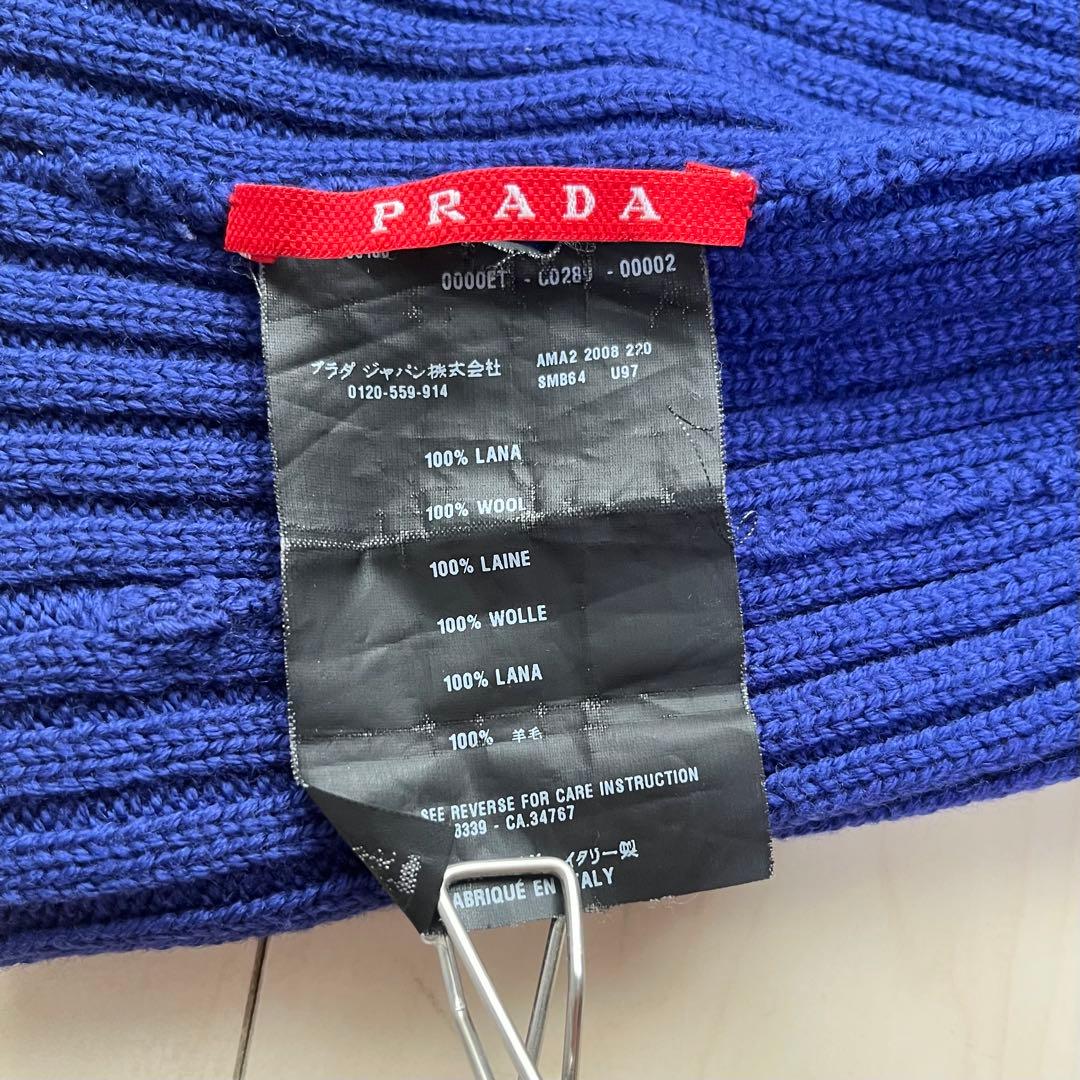 PRADA
0000ET - C0289 - 00002
プラダ ジャパン株式会社
0120-559-914
AMA2 2008 220
SMB64 U97
100% LANA
100% WOOL
100% LAINE
100% WOLLE
100% LANA
100% 羊毛
SEE REVERSE FOR CARE INSTRUCTION
3339 - CA.34767
イタリー製
ABRIQUÉ EN ITALY